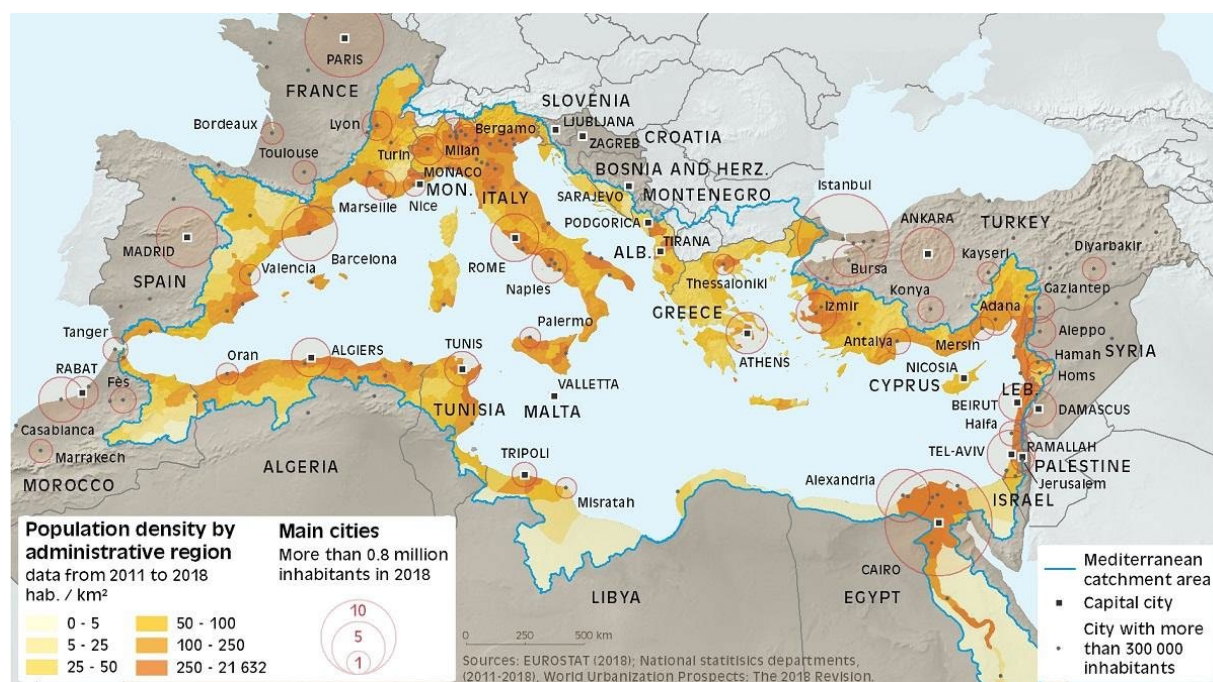 PARIS
FRANCE
SLOVENIA
LJUBLJANA
Bordeaux
Lyon
Bergamo
ZAGREB
CROATIA
Toulouse
Turin
Milan
BOSNIA AND HERZ.
MONACO
MON.
MONTENEGRO
Istanbul
Marseille
Nice
ITALY
SARAJEVO
ANKARA
TURKEY
PODGORICA
MADRID
TIRANA
Diyarbakir
SPAIN
Valencia
Barcelona
ROME
ALB.
Bursa
Kayseri
Naples
Thessaloniki
Konya
Gaziantep
GREECE
Izmir
Adana
Tanger
Palermo
Antalya
Mersin
Aleppo
Oran
ALGIERS
TUNIS
ATHENS
Hamah
SYRIA
RABAT
Fès
VALLETTA
NICOSIA
LEB.
Homs
CYPRUS
TUNISIA
MALTA
BEIRUT
DAMASCUS
Casablanca
Haifa
Marrakech
TRIPOLI
TEL-AVIV
RAMALLAH
ALGERIA
PALESTINE
MOROCCO
Alexandria
Jerusalem
Misratah
ISRAEL
CAIRO
LIBYA
EGYPT
Population density by
administrative region
data from 2011 to 2018
hab. / km²
0 - 5
5 - 25
25 - 50
50 - 100
100 - 250
250 - 21 632
Main cities
More than 0.8 million
inhabitants in 2018
10
5
1
0 250 500 km
Sources: EUROSTAT (2018); National statitisics departments,
(2011-2018), World Urbanization Prospects: The 2018 Revision.
Mediterranean
catchment area
Capital city
City with more
than 300 000
inhabitants